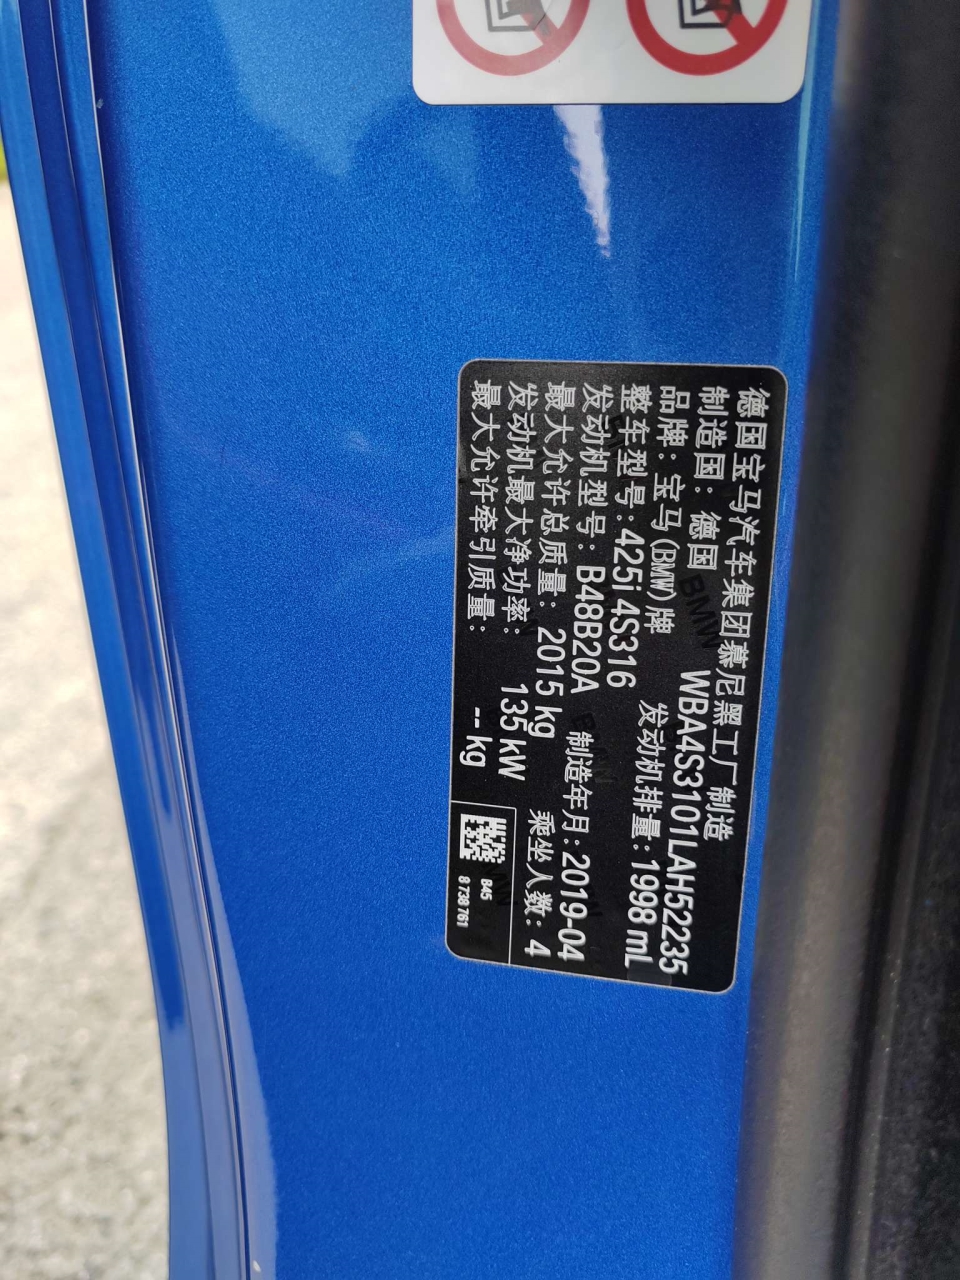 德国宝马汽车集团慕尼黑工厂制造
制造国：德国 WBA4S3101LAH52235
品牌：宝马(BMW)牌 发动机排量：1998 mL
整车型号：425i 4S316
发动机型号：B48B20A 制造年月：2019-04
最大允许总质量：2015 kg 乘坐人数：4
发动机最大净功率：135 kW
最大允许牵引质量：-- kg
B45
8 738 761